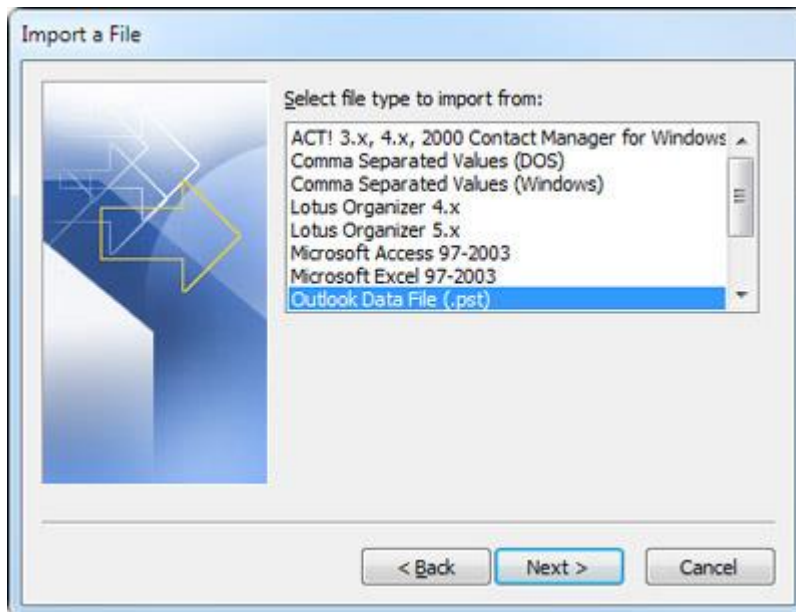 Import a File
Select file type to import from:
ACT! 3.x, 4.x, 2000 Contact Manager for Windows
Comma Separated Values (DOS)
Comma Separated Values (Windows)
Lotus Organizer 4.x
Lotus Organizer 5.x
Microsoft Access 97-2003
Microsoft Excel 97-2003
Outlook Data File (.pst)
< Back Next > Cancel